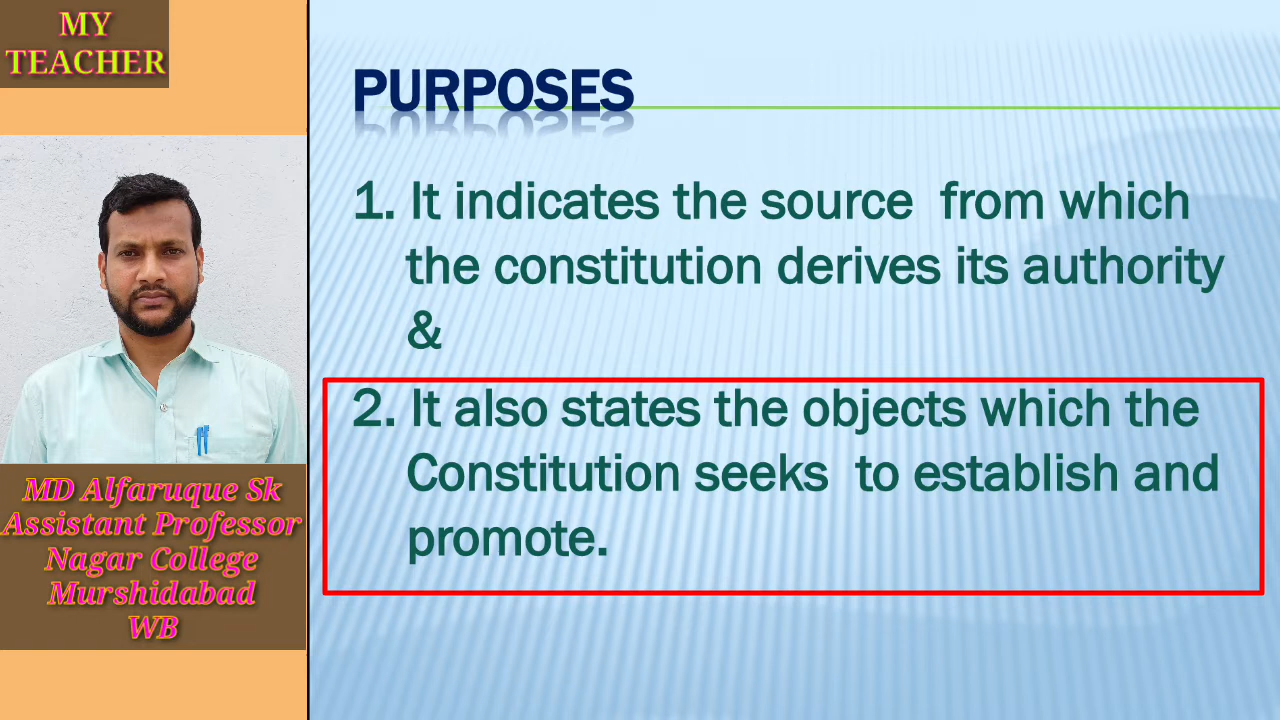 MY
TEACHER
MD Alfaruque Sk
Assistant Professor
Nagar College
Murshidabad
WB
PURPOSES
1. It indicates the source from which
the constitution derives its authority
&
2. It also states the objects which the
Constitution seeks to establish and
promote.